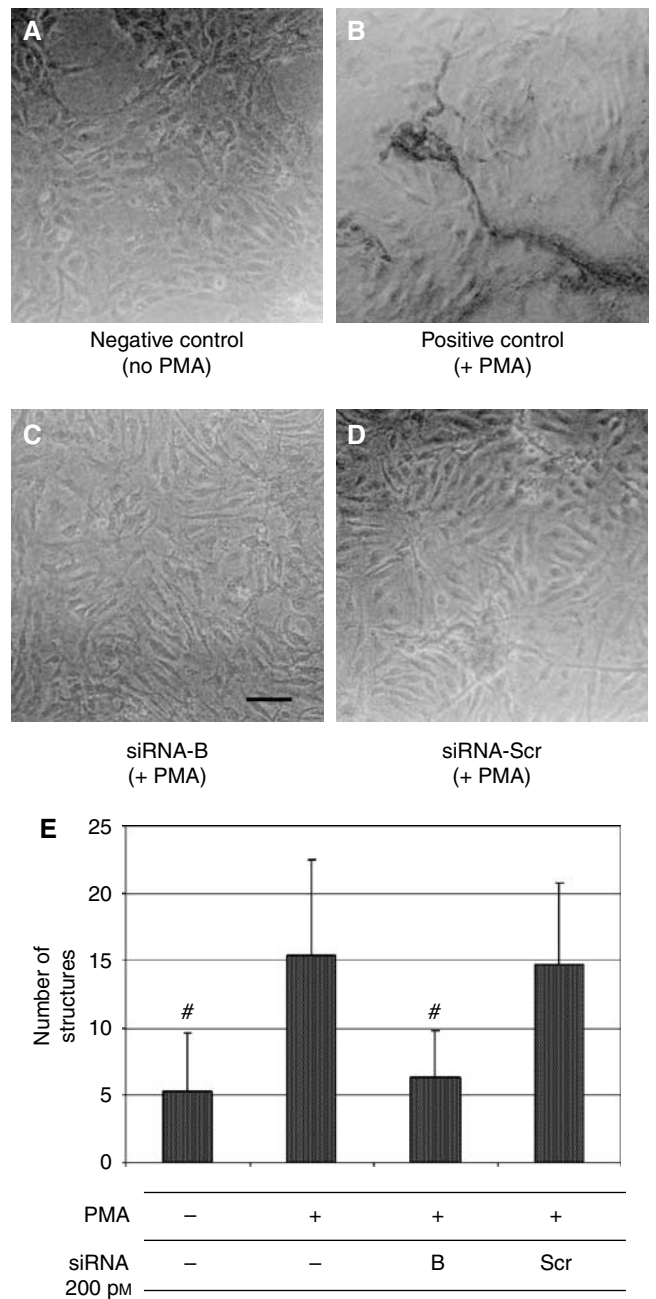 A
B
Negative control
(no PMA)
Positive control
(+ PMA)
C
D
siRNA-B
(+ PMA)
siRNA-Scr
(+ PMA)
E
25
20
15
10
5
0
Number of
structures
#
#
PMA – + + +
siRNA – – B Scr
200 pM